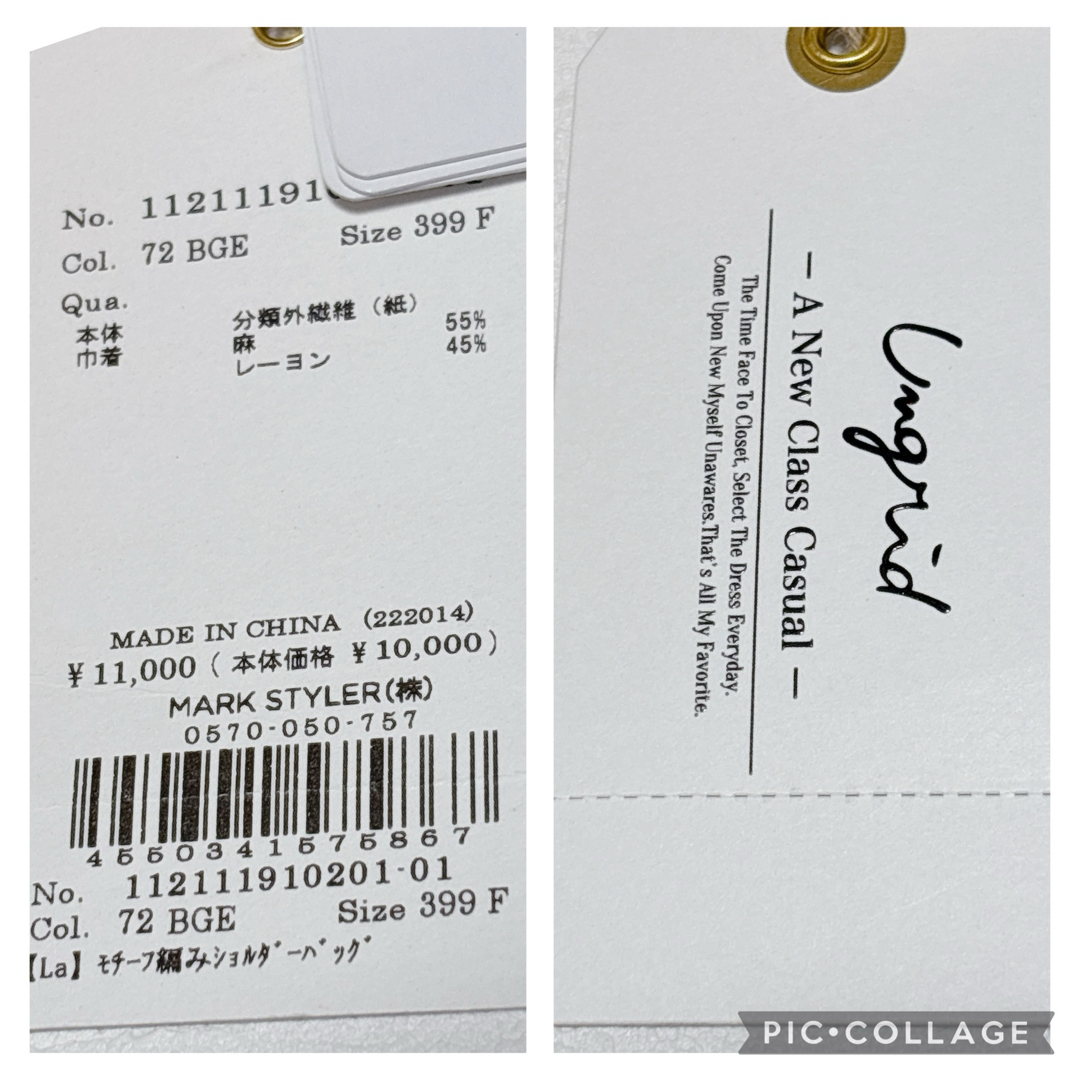 No. 11211191
Col. 72 BGE Size 399 F
Qua.
本体 分類外繊維（紙） 55%
麻 45%
巾着 レーヨン
MADE IN CHINA (222014)
¥11,000 ( 本体価格 ¥10,000 )
MARK STYLER(株)
0570-050-757
4550341575867
No. 112111910201-01
Col. 72 BGE Size 399 F
【La】ﾓﾁｰﾌ編みｼｮﾙﾀﾞｰﾊﾞｯｸﾞ
Ungrid
— A New Class Casual —
The Time Face To Closet, Select The Dress Everyday.
Come Upon New Myself Unawares.That's All My Favorite.
PIC•COLLAGE